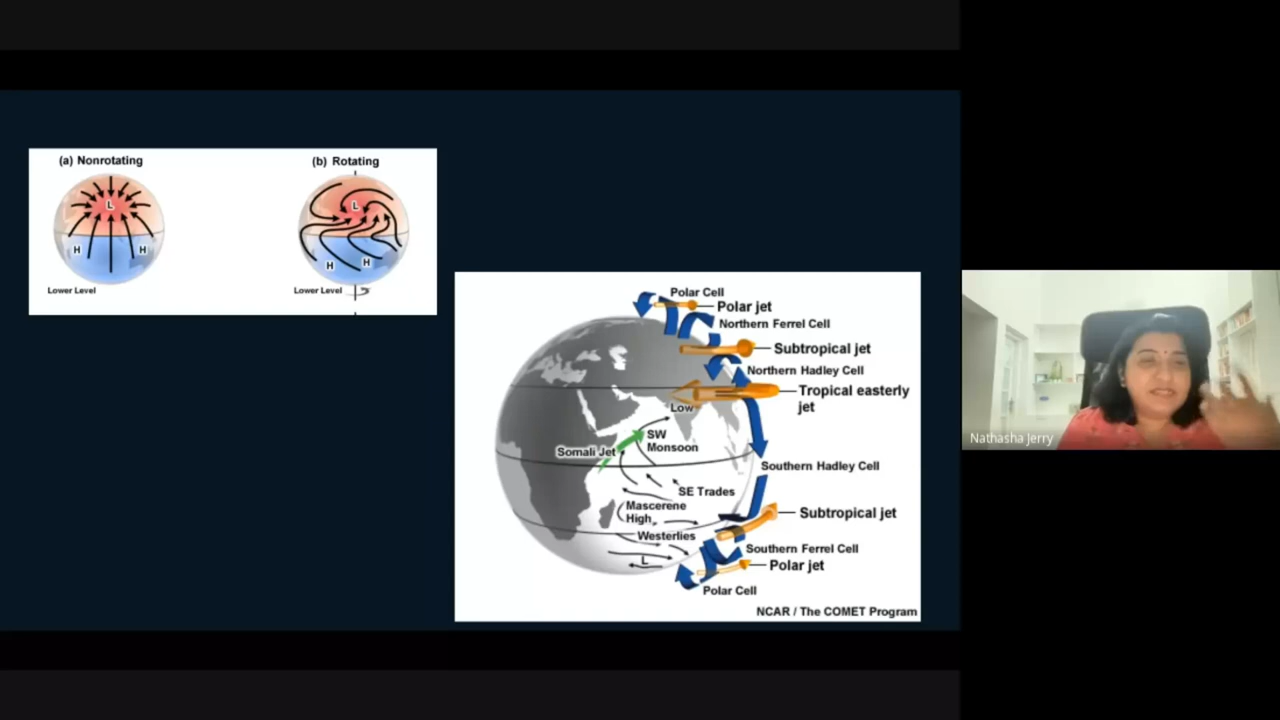 (a) Nonrotating
L
H
H
Lower Level
(b) Rotating
L
H
H
Lower Level
Polar Cell
Polar jet
Northern Ferrel Cell
Subtropical jet
Northern Hadley Cell
Tropical easterly
jet
Low
SW
Monsoon
Somali Jet
Southern Hadley Cell
SE Trades
Mascerene
High
Subtropical jet
Westerlies
Southern Ferrel Cell
L
Polar jet
Polar Cell
NCAR / The COMET Program
Nathasha Jerry